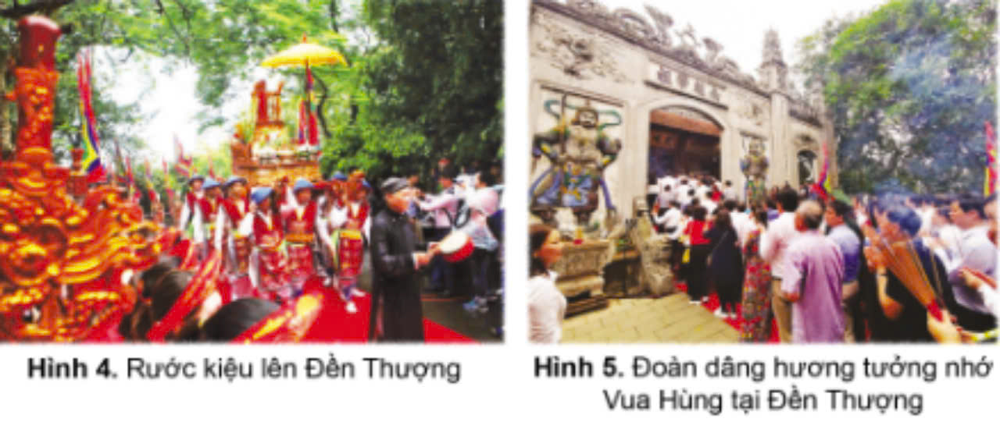 Hình 4. Rước kiệu lên Đền Thượng
Hình 5. Đoàn dâng hương tưởng nhớ
Vua Hùng tại Đền Thượng